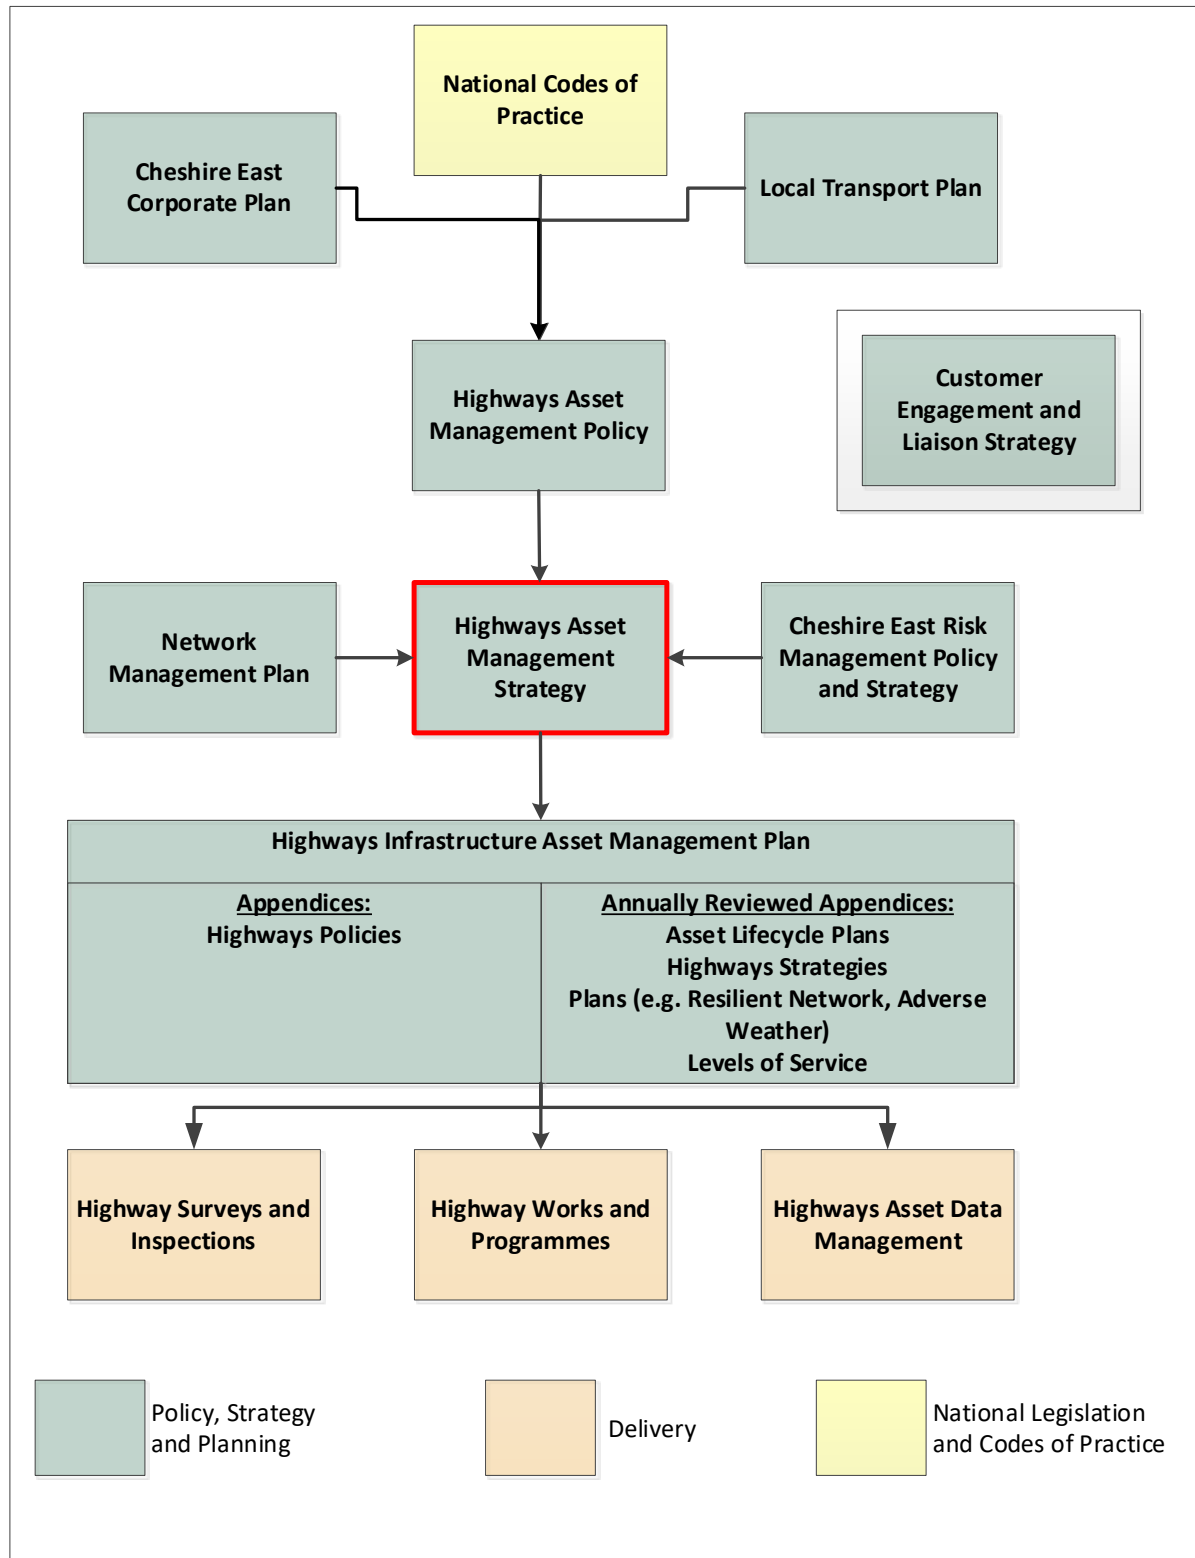 National Codes of
Practice
Cheshire East
Corporate Plan
Local Transport Plan
Highways Asset
Management Policy
Customer
Engagement and
Liaison Strategy
Network
Management Plan
Highways Asset
Management
Strategy
Cheshire East Risk
Management Policy
and Strategy
Highways Infrastructure Asset Management Plan
Appendices:
Highways Policies
Annually Reviewed Appendices:
Asset Lifecycle Plans
Highways Strategies
Plans (e.g. Resilient Network, Adverse
Weather)
Levels of Service
Highway Surveys and
Inspections
Highway Works and
Programmes
Highways Asset Data
Management
Policy, Strategy
and Planning
Delivery
National Legislation
and Codes of Practice